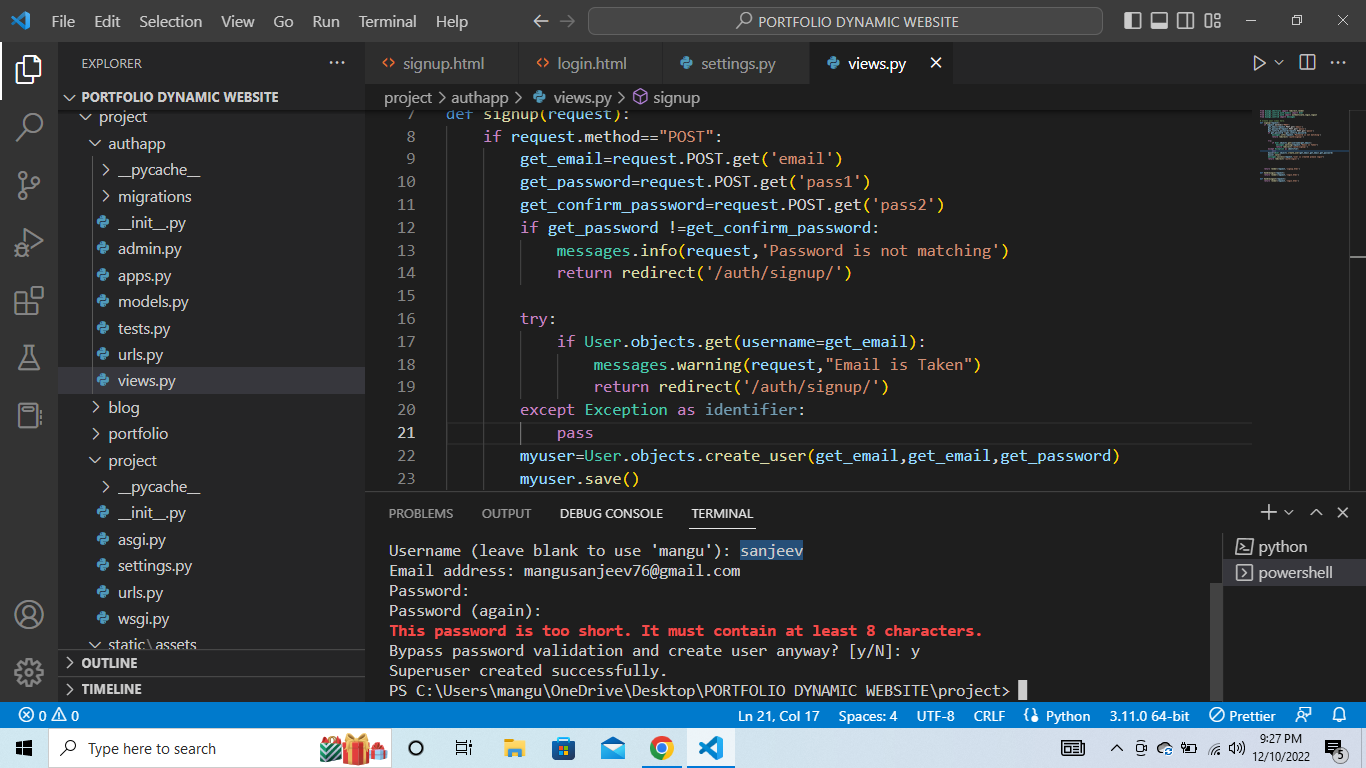 File Edit Selection View Go Run Terminal Help
PORTFOLIO DYNAMIC WEBSITE
EXPLORER
PORTFOLIO DYNAMIC WEBSITE
project
authapp
__pycache__
migrations
__init__.py
admin.py
apps.py
models.py
tests.py
urls.py
views.py
blog
portfolio
project
__pycache__
__init__.py
asgi.py
settings.py
urls.py
wsgi.py
static\assets
OUTLINE
TIMELINE
signup.html login.html settings.py views.py
project > authapp > views.py > signup
7 def signup(request):
8 if request.method=="POST":
9 get_email=request.POST.get('email')
10 get_password=request.POST.get('pass1')
11 get_confirm_password=request.POST.get('pass2')
12 if get_password !=get_confirm_password:
13 messages.info(request,'Password is not matching')
14 return redirect('/auth/signup/')
15
16 try:
17 if User.objects.get(username=get_email):
18 messages.warning(request,"Email is Taken")
19 return redirect('/auth/signup/')
20 except Exception as identifier:
21 pass
22 myuser=User.objects.create_user(get_email,get_email,get_password)
23 myuser.save()
PROBLEMS OUTPUT DEBUG CONSOLE TERMINAL
Username (leave blank to use 'mangu'): sanjeev
Email address: mangusanjeev76@gmail.com
Password:
Password (again):
This password is too short. It must contain at least 8 characters.
Bypass password validation and create user anyway? [y/N]: y
Superuser created successfully.
PS C:\Users\mangu\OneDrive\Desktop\PORTFOLIO DYNAMIC WEBSITE\project>
python
powershell
0 0 Ln 21, Col 17 Spaces: 4 UTF-8 CRLF Python 3.11.0 64-bit Prettier
Type here to search
9:27 PM
12/10/2022
5